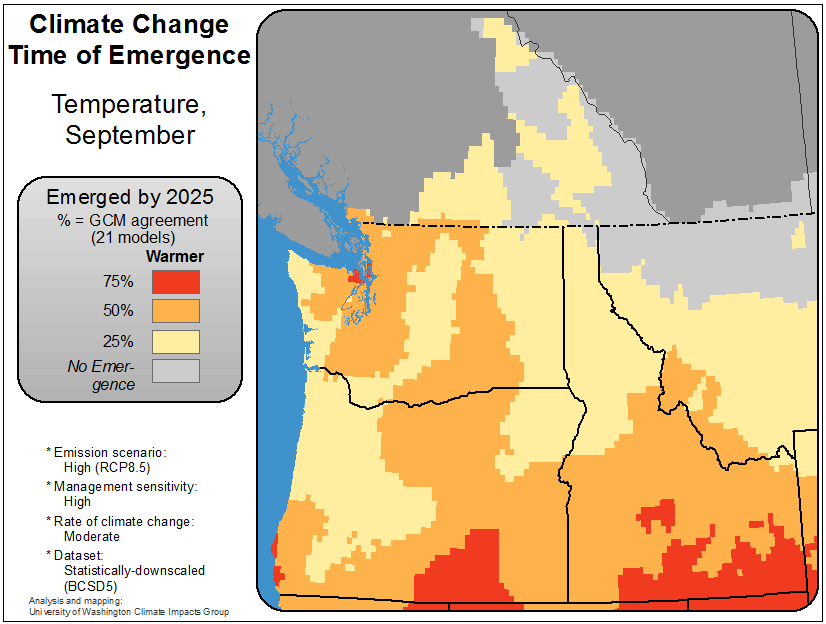 Climate Change
Time of Emergence
Temperature,
September
Emerged by 2025
% = GCM agreement
(21 models)
Warmer
75%
50%
25%
No Emer-
gence
* Emission scenario:
High (RCP8.5)
* Management sensitivity:
High
* Rate of climate change:
Moderate
* Dataset:
Statistically-downscaled
(BCSD5)
Analysis and mapping:
University of Washington Climate Impacts Group